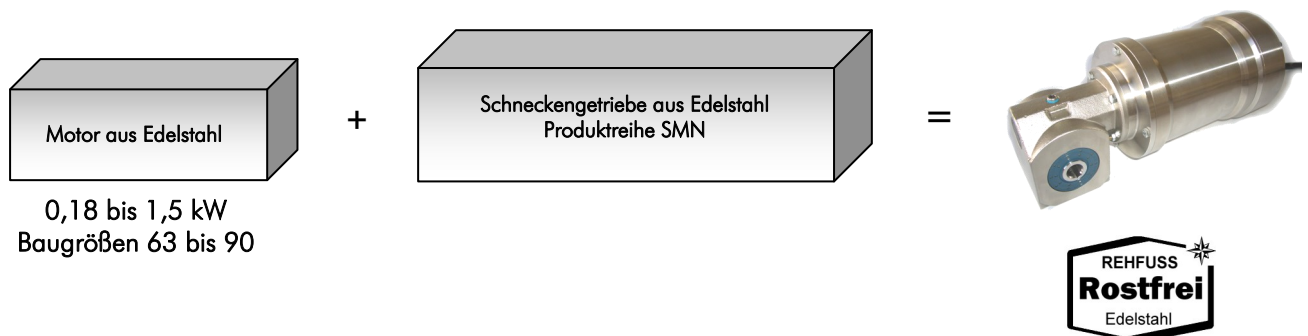 Motor aus Edelstahl
0,18 bis 1,5 kW
Baugrößen 63 bis 90
+
Schneckengetriebe aus Edelstahl
Produktreihe SMN
=
REHFUSS
Rostfrei
Edelstahl